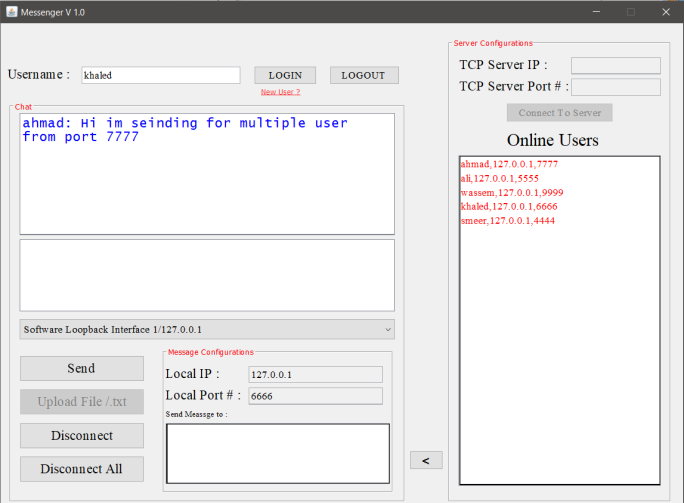 Messenger V 1.0
Username :
khaled
LOGIN
LOGOUT
New User ?
Chat
ahmad: Hi im seinding for multiple user
from port 7777
Software Loopback Interface 1/127.0.0.1
Send
Upload File /.txt
Disconnect
Disconnect All
Message Configurations
Local IP :
127.0.0.1
Local Port # :
6666
Send Meassge to :
<
Server Configurations
TCP Server IP :
TCP Server Port # :
Connect To Server
Online Users
ahmad,127.0.0.1,7777
ali,127.0.0.1,5555
wassem,127.0.0.1,9999
khaled,127.0.0.1,6666
smeer,127.0.0.1,4444